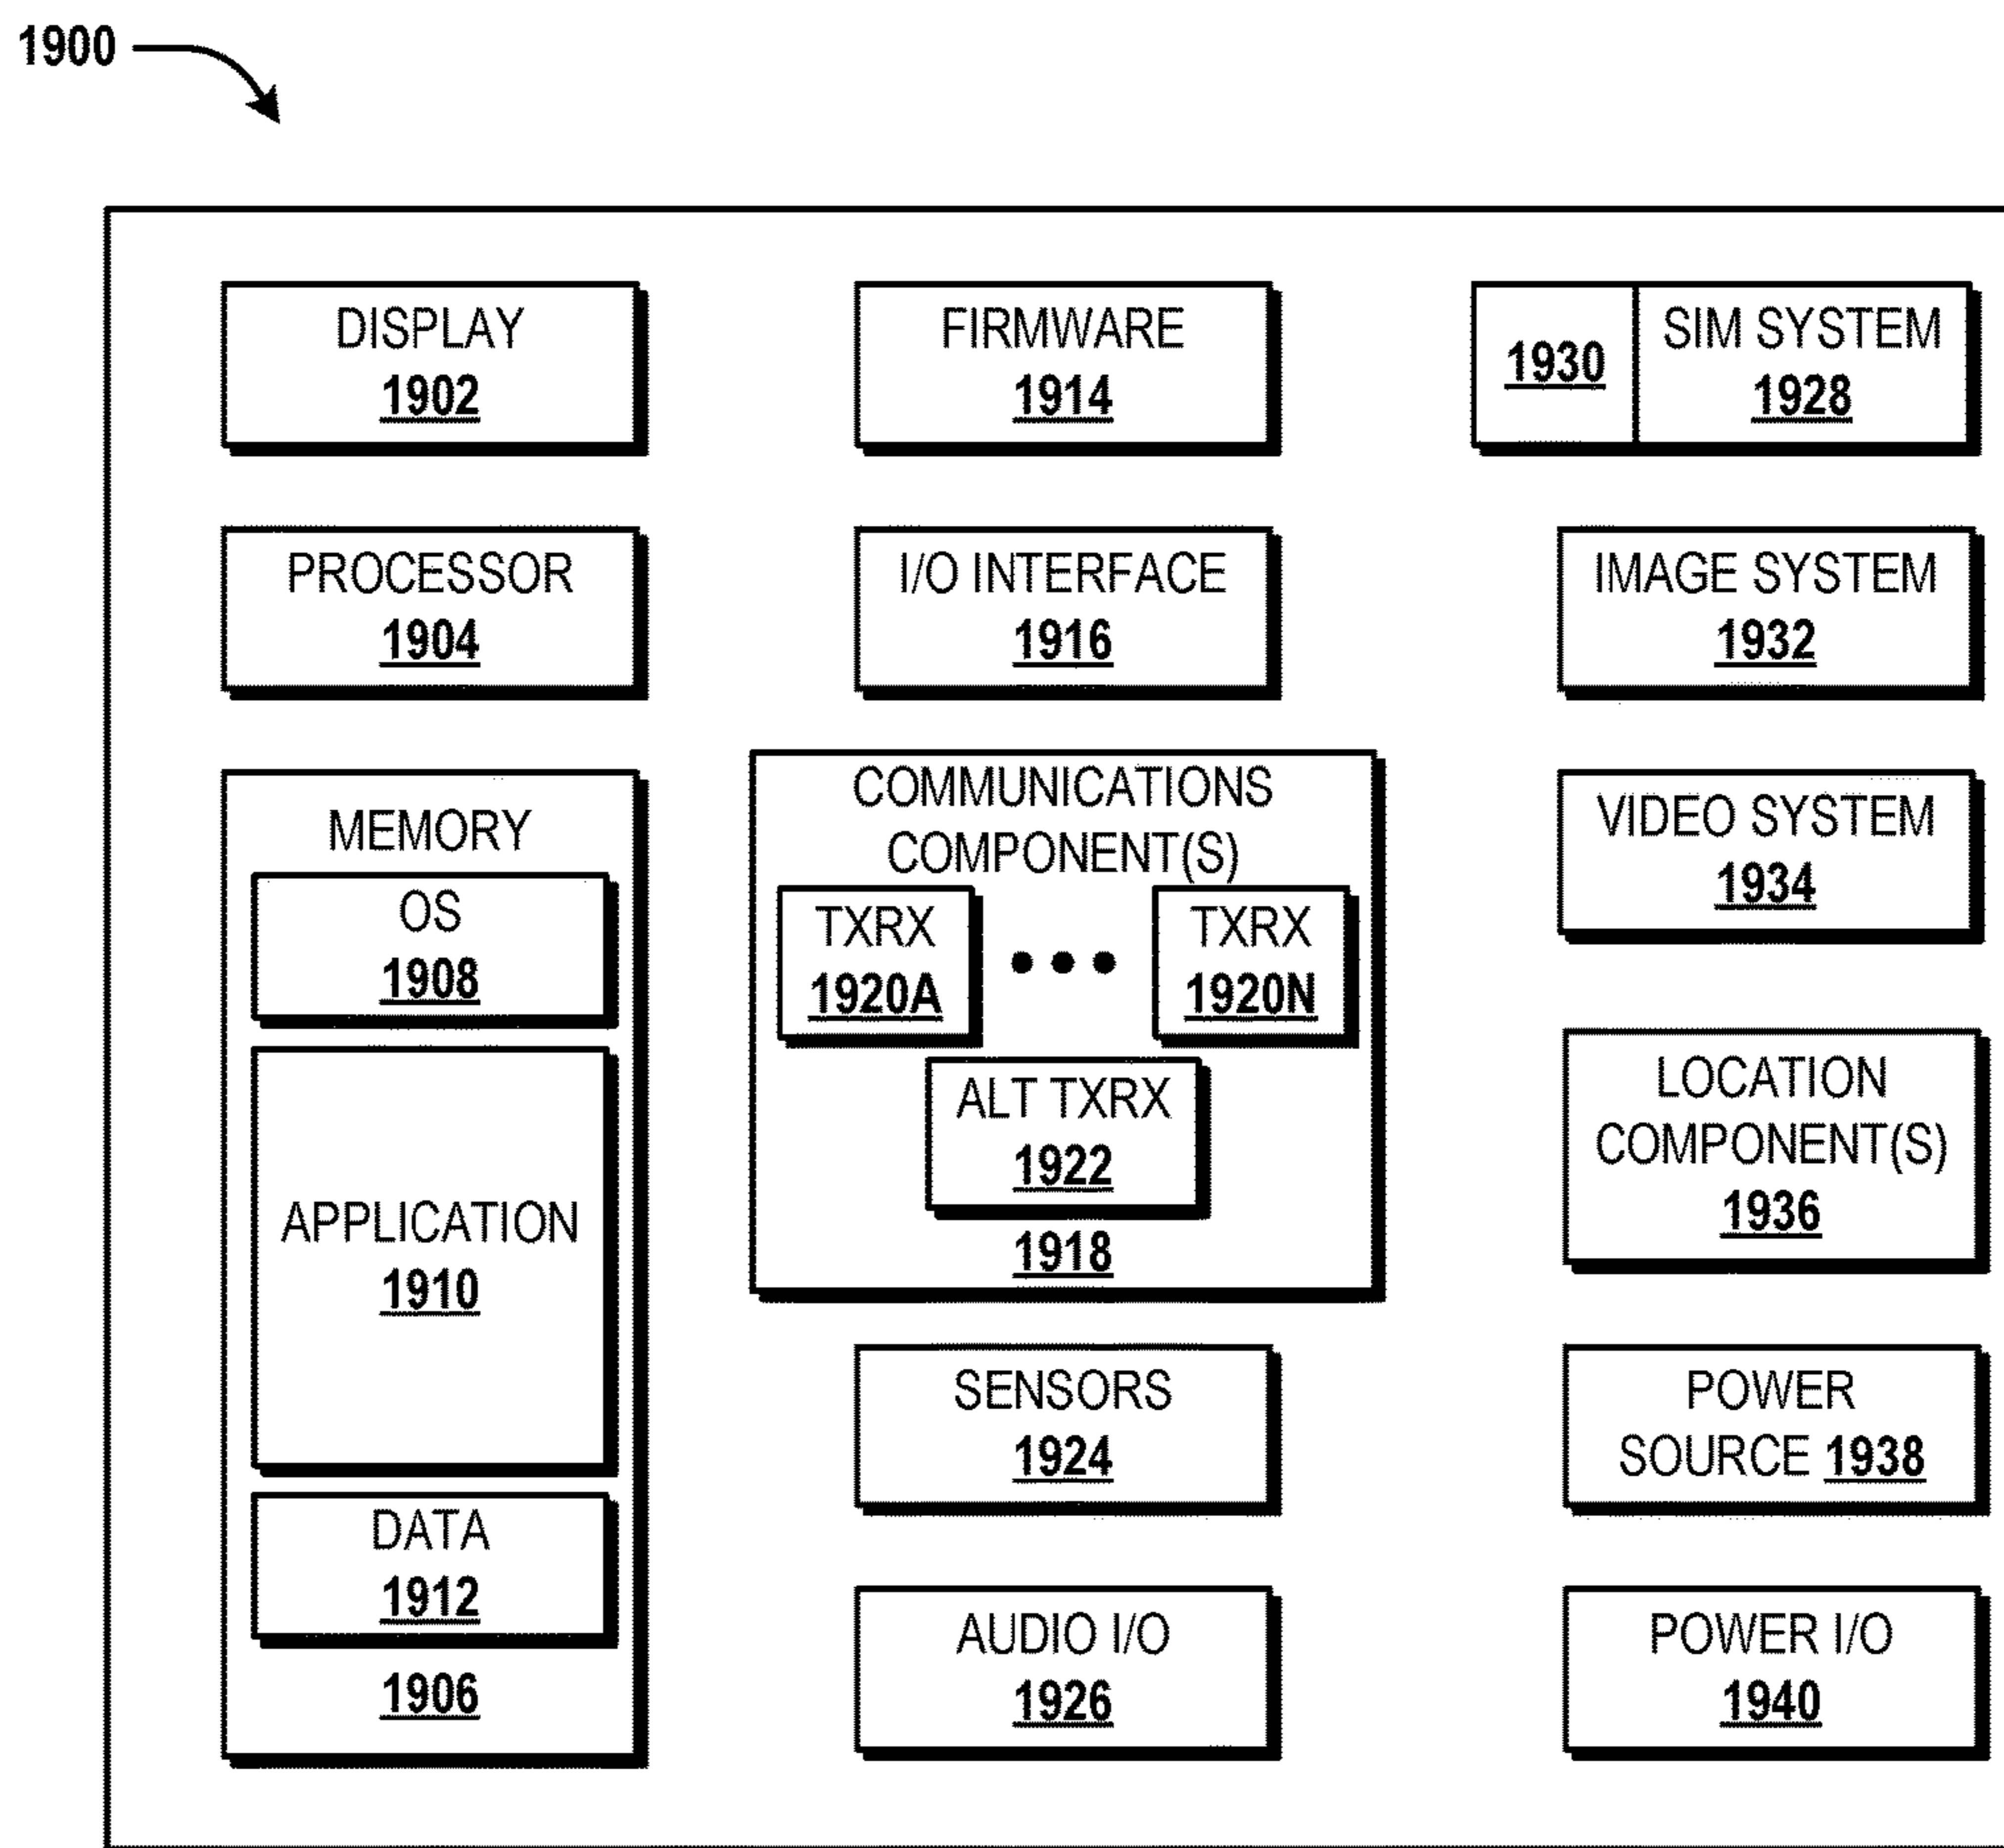 1900
DISPLAY
1902
PROCESSOR
1904
MEMORY
OS
1908
APPLICATION
1910
DATA
1912
1906
FIRMWARE
1914
I/O INTERFACE
1916
COMMUNICATIONS
COMPONENT(S)
TXRX
1920A
TXRX
1920N
ALT TXRX
1922
1918
SENSORS
1924
AUDIO I/O
1926
1930
SIM SYSTEM
1928
IMAGE SYSTEM
1932
VIDEO SYSTEM
1934
LOCATION
COMPONENT(S)
1936
POWER
SOURCE 1938
POWER I/O
1940